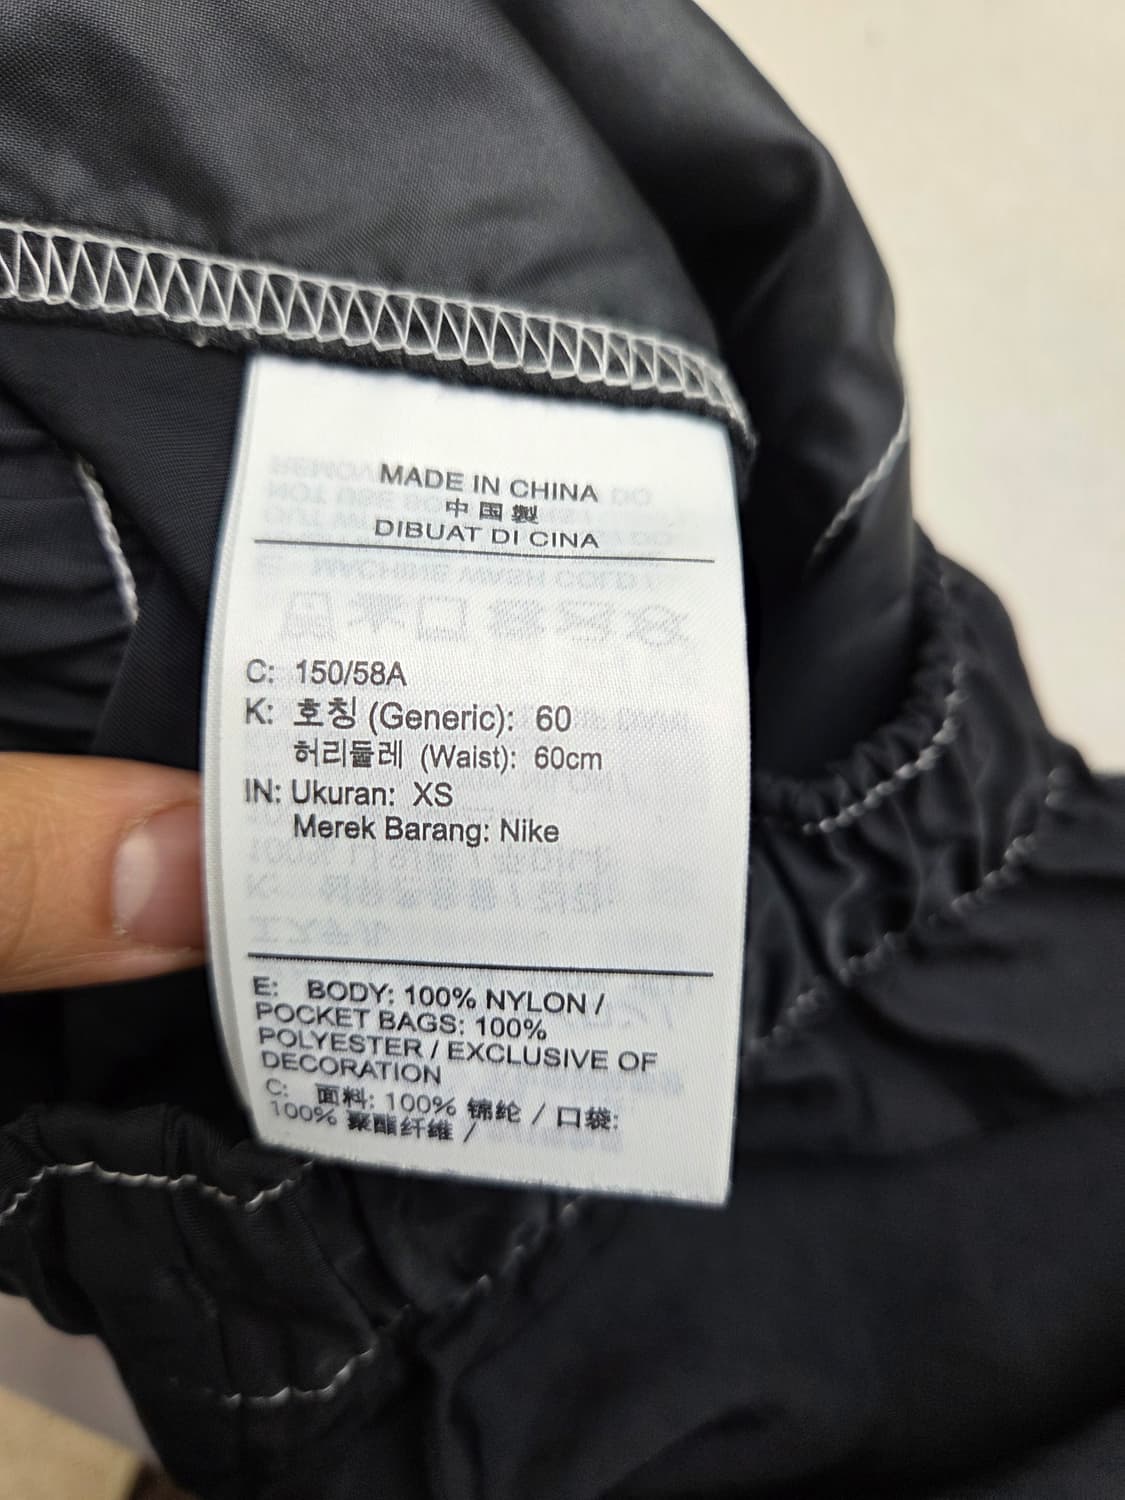 MADE IN CHINA
中国製
DIBUAT DI CINA
C: 150/58A
K: 호칭 (Generic): 60
허리둘레 (Waist): 60cm
IN: Ukuran: XS
Merek Barang: Nike
E: BODY: 100% NYLON /
POCKET BAGS: 100%
POLYESTER / EXCLUSIVE OF
DECORATION
C: 面料: 100% 锦纶 / 口袋:
100% 聚酯纤维 /